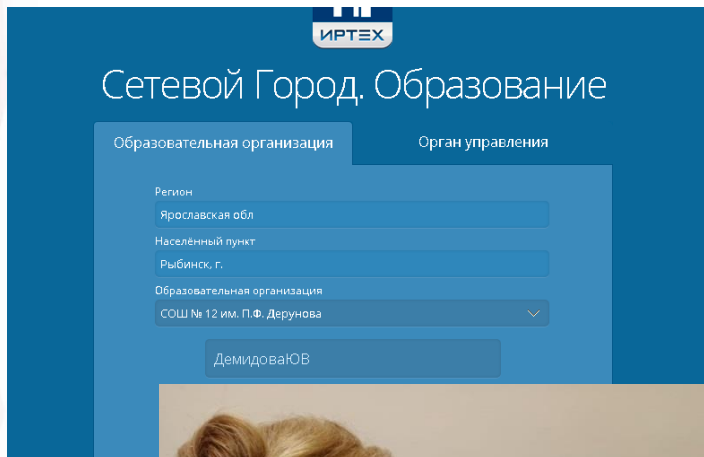 ИРТЕХ
Сетевой Город. Образование
Образовательная организация
Орган управления
Регион
Ярославская обл
Населённый пункт
Рыбинск, г.
Образовательная организация
СОШ № 12 им. П.Ф. Дерунова
ДемидоваЮВ